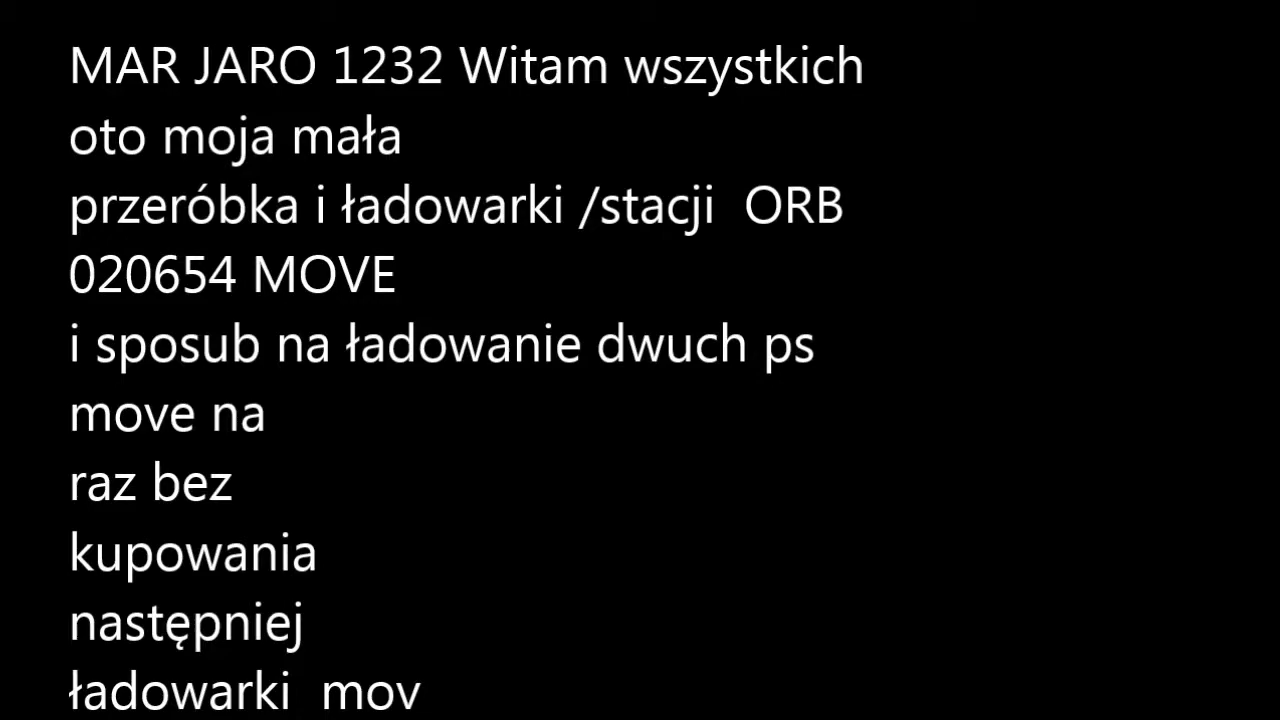 MAR JARO 1232 Witam wszystkich
oto moja mała
przeróbka i ładowarki /stacji  ORB
020654 MOVE
i sposub na ładowanie dwuch ps
move na
raz bez
kupowania
następniej
ładowarki  mov